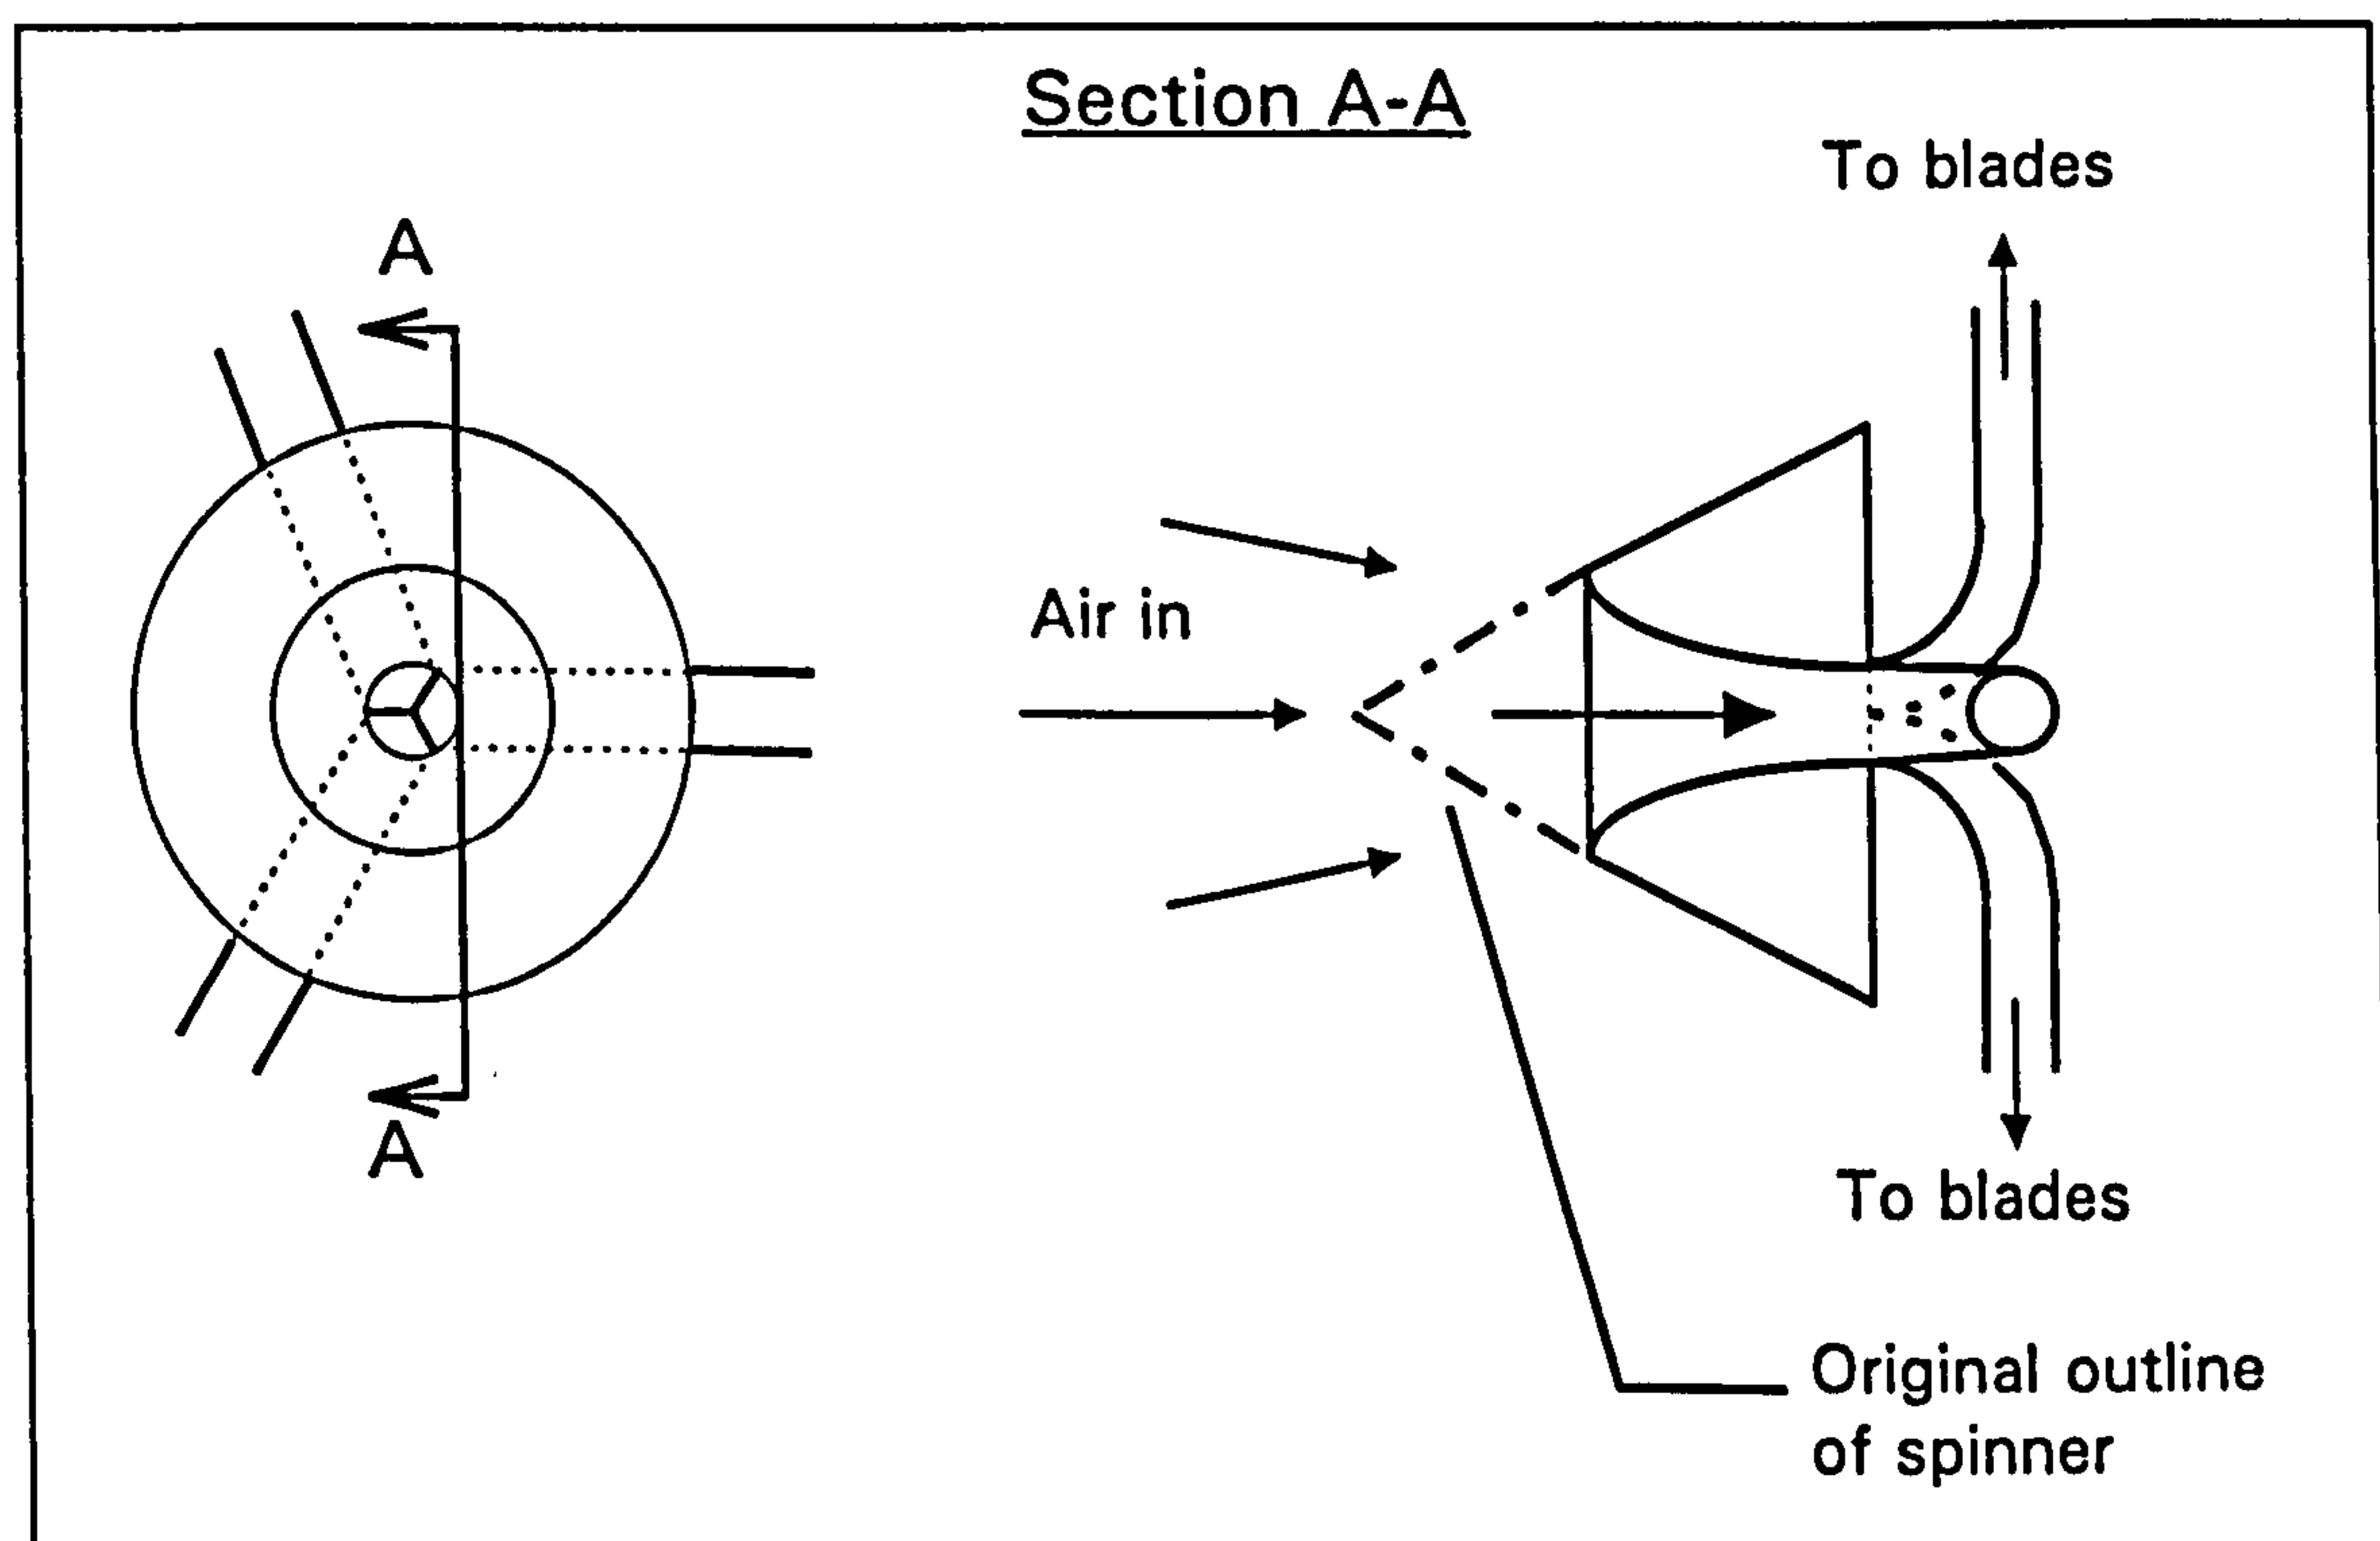 Section A-A
To blades
A
Air in
A
To blades
Original outline
of spinner